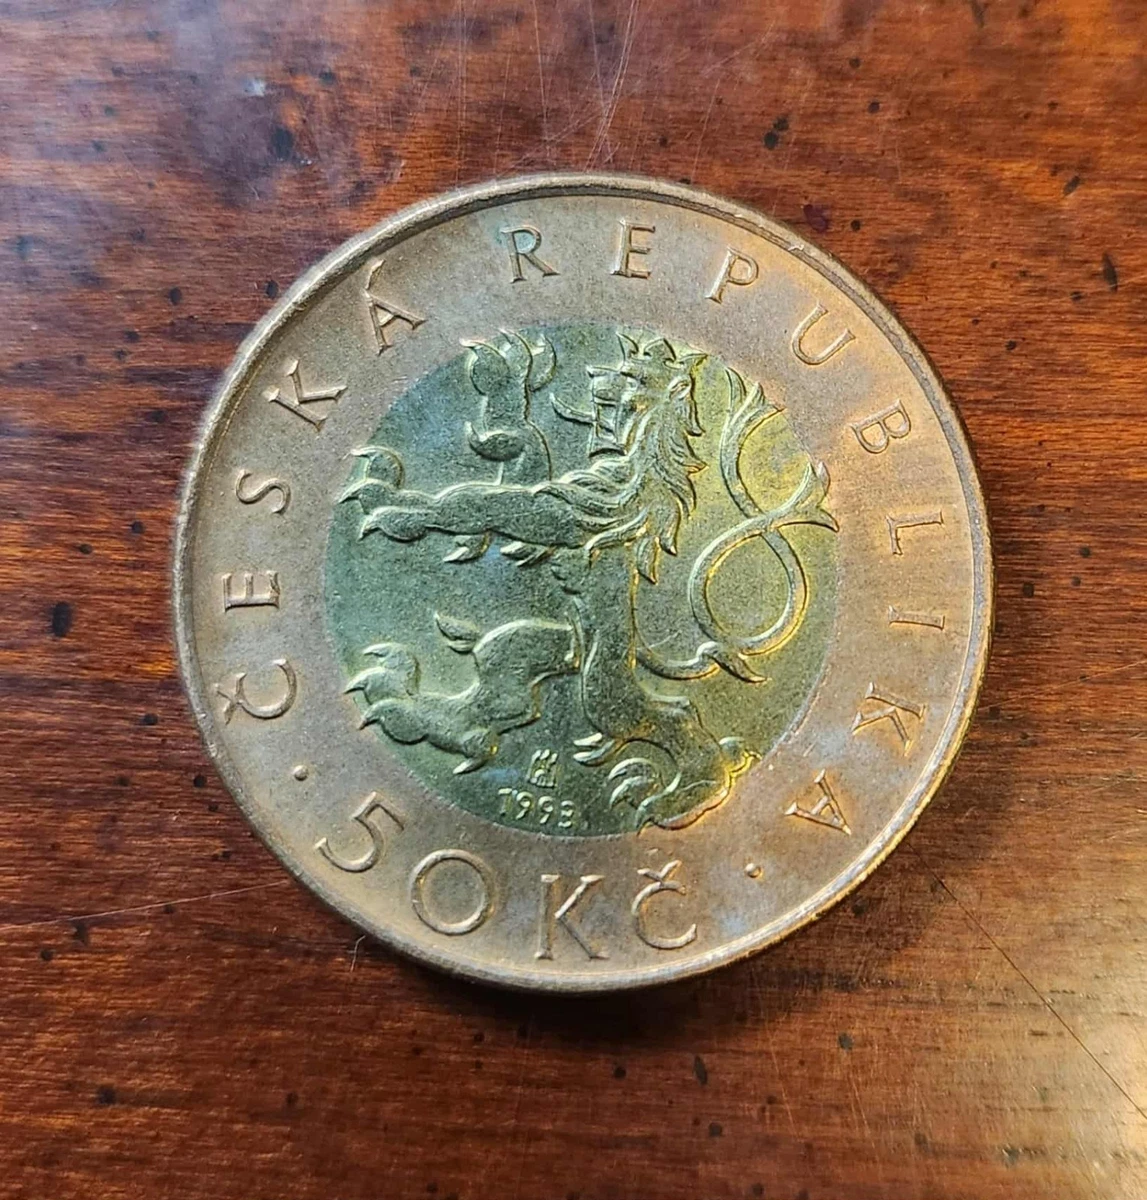 ČESKÁ REPUBLIKA
· 50 KČ ·
1993